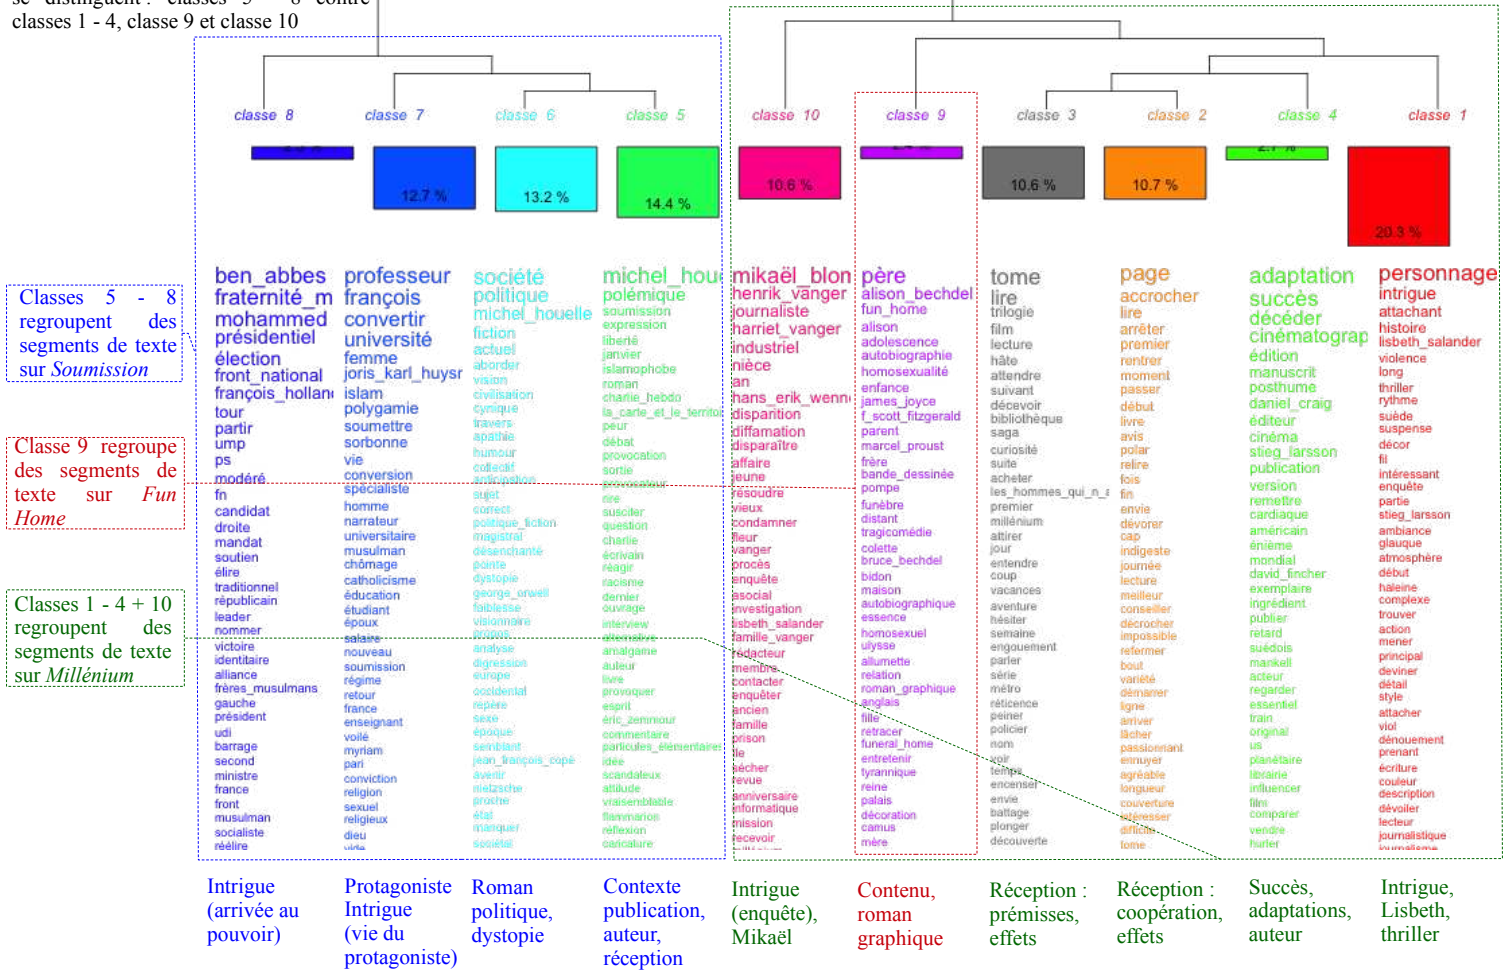 se distinguent : classes 5 - 8 contre
classes 1 - 4, classe 9 et classe 10
classe 8
classe 7
classe 6
classe 5
classe 10
classe 9
classe 3
classe 2
classe 4
classe 1
12.7 %
13.2 %
14.4 %
10.6 %
10.6 %
10.7 %
20.3 %
Classes 5 - 8
regroupent des
segments de texte
sur Soumission
Classe 9 regroupe
des segments de
texte sur Fun
Home
Classes 1 - 4 + 10
regroupent des
segments de texte
sur Millénium
ben_abbes
fraternité_m
mohammed
présidentiel
élection
front_national
françois_holland
tour
partir
ump
ps
modéré
fn
candidat
droite
mandat
soutien
élire
traditionnel
républicain
leader
nommer
victoire
identitaire
alliance
frères_musulmans
gauche
président
udi
barrage
second
ministre
france
front
musulman
socialiste
réélire
professeur
françois
convertir
université
femme
joris_karl_huysr
islam
polygamie
soumettre
sorbonne
vie
conversion
spécialiste
homme
narrateur
universitaire
musulman
chômage
catholicisme
éducation
étudiant
époux
salaire
nouveau
soumission
régime
retour
france
enseignant
voilé
myriam
pari
conviction
religion
sexuel
religieux
dieu
vide
société
politique
michel_houelle
fiction
actuel
aborder
vision
civilisation
cynique
travers
apathie
humour
collectif
anticipation
sujet
correct
politique_fiction
magistral
désenchanté
pointe
dystopie
george_orwell
faiblesse
visionnaire
propos
analyse
digression
europe
occidental
repère
sexe
époque
semblant
jean_françois_copé
avenir
nietzsche
proche
état
manquer
sociétal
michel_hou
polémique
soumission
expression
liberté
janvier
islamophobe
roman
charlie_hebdo
la_carte_et_le_territo
peur
débat
provocation
sortie
provocateur
rire
susciter
question
charlie
écrivain
réagir
racisme
dernier
ouvrage
interview
alternative
amalgame
auteur
livre
provoquer
esprit
éric_zemmour
commentaire
particules_élémentaires
idée
scandaleux
attitude
vraisemblable
flammarion
réflexion
caricature
mikaël_blon
henrik_vanger
journaliste
harriet_vanger
industriel
nièce
an
hans_erik_wenn
disparition
diffamation
disparaître
affaire
jeune
résoudre
vieux
condamner
fleur
vanger
procès
enquête
asocial
investigation
lisbeth_salander
famille_vanger
rédacteur
membre
contacter
enquêter
ancien
famille
prison
île
sécher
revue
anniversaire
informatique
mission
recevoir
père
alison_bechdel
fun_home
alison
adolescence
autobiographie
homosexualité
enfance
james_joyce
f_scott_fitzgerald
parent
marcel_proust
frère
bande_dessinée
pompe
funèbre
distant
tragicomédie
colette
bruce_bechdel
bidon
maison
autobiographique
essence
homosexuel
ulysse
allumette
relation
roman_graphique
anglais
fille
retracer
funeral_home
entretenir
tyrannique
reine
palais
décoration
camus
mère
tome
lire
trilogie
film
lecture
hâte
attendre
suivant
décevoir
bibliothèque
saga
curiosité
suite
acheter
les_hommes_qui_n_a
premier
millénium
attirer
jour
entendre
coup
vacances
aventure
hésiter
semaine
engouement
parler
série
métro
réticence
peiner
policier
nom
voir
temps
encenser
envie
battage
plonger
découverte
page
accrocher
lire
arrêter
premier
rentrer
moment
passer
début
livre
avis
polar
relire
fois
fin
envie
dévorer
cap
indigeste
journée
lecture
meilleur
conseiller
décrocher
impossible
refermer
bout
variété
démarrer
ligne
arriver
lâcher
passionnant
ennuyer
agréable
longueur
couverture
intéresser
difficile
tome
adaptation
succès
décéder
cinématograp
édition
manuscrit
posthume
daniel_craig
éditeur
cinéma
stieg_larsson
publication
version
remettre
cardiaque
américain
énième
mondial
david_fincher
exemplaire
ingrédient
publier
retard
suédois
mankell
acteur
regarder
essentiel
train
original
us
planétaire
librairie
influencer
film
comparer
vendre
hurler
personnage
intrigue
attachant
histoire
lisbeth_salander
violence
long
thriller
rythme
suède
suspense
décor
fil
intéressant
enquête
partie
stieg_larsson
ambiance
glauque
atmosphère
début
haleine
complexe
trouver
action
mener
principal
deviner
détail
style
attacher
viol
dénouement
prenant
écriture
couleur
description
dévoiler
lecteur
journalistique
journalisme
Intrigue
(arrivée au
pouvoir)
Protagoniste
Intrigue
(vie du
protagoniste)
Roman
politique,
dystopie
Contexte
publication,
auteur,
réception
Intrigue
(enquête),
Mikaël
Contenu,
roman
graphique
Réception :
prémisses,
effets
Réception :
coopération,
effets
Succès,
adaptations,
auteur
Intrigue,
Lisbeth,
thriller